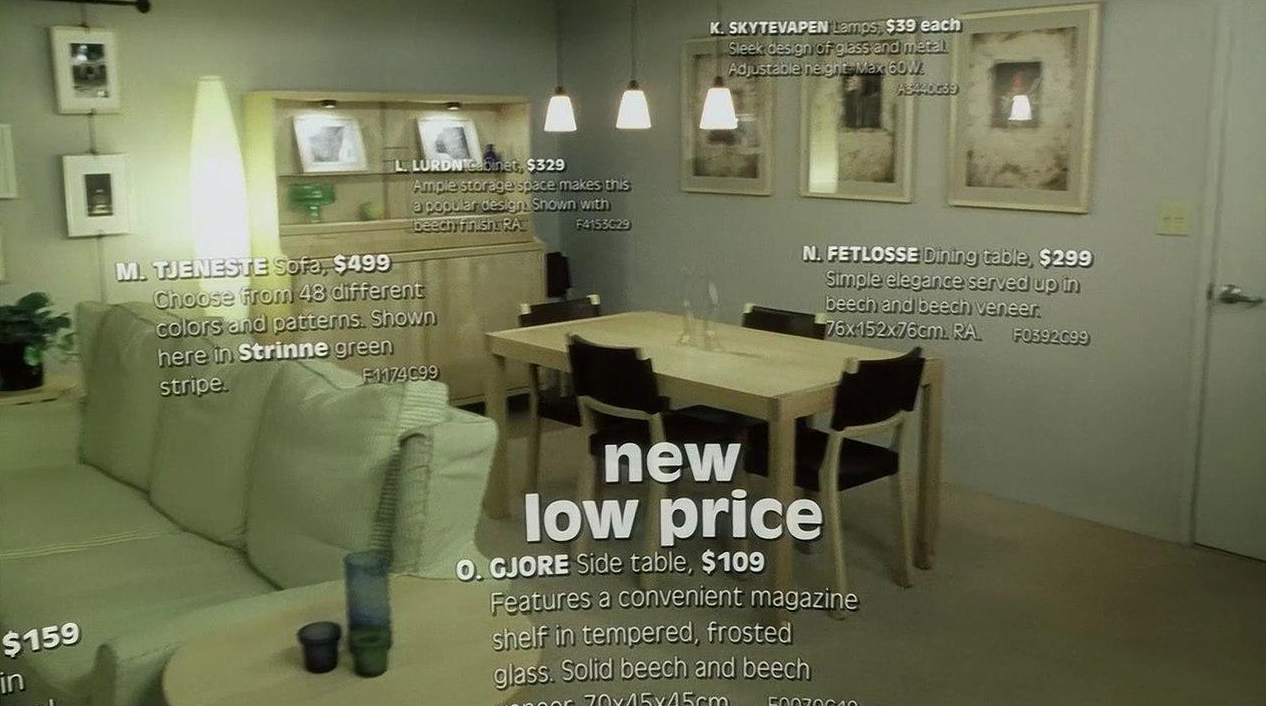 K. SKYTEVAPEN Lamps, $39 each
Sleek design of glass and metal.
Adjustable height. Max 60W.
A3440C39
L. LURDN Cabinet, $329
Ample storage space makes this
a popular design. Shown with
beech finish. RA. F4153C29
M. TJENESTE Sofa, $499
Choose from 48 different
colors and patterns. Shown
here in Strinne green
stripe. F1174C99
N. FETLOSSE Dining table, $299
Simple elegance served up in
beech and beech veneer.
76x152x76cm. RA. F0392C99
new
low price
O. GJORE Side table, $109
Features a convenient magazine
shelf in tempered, frosted
glass. Solid beech and beech
veneer. 70x45x45cm.
$159
in